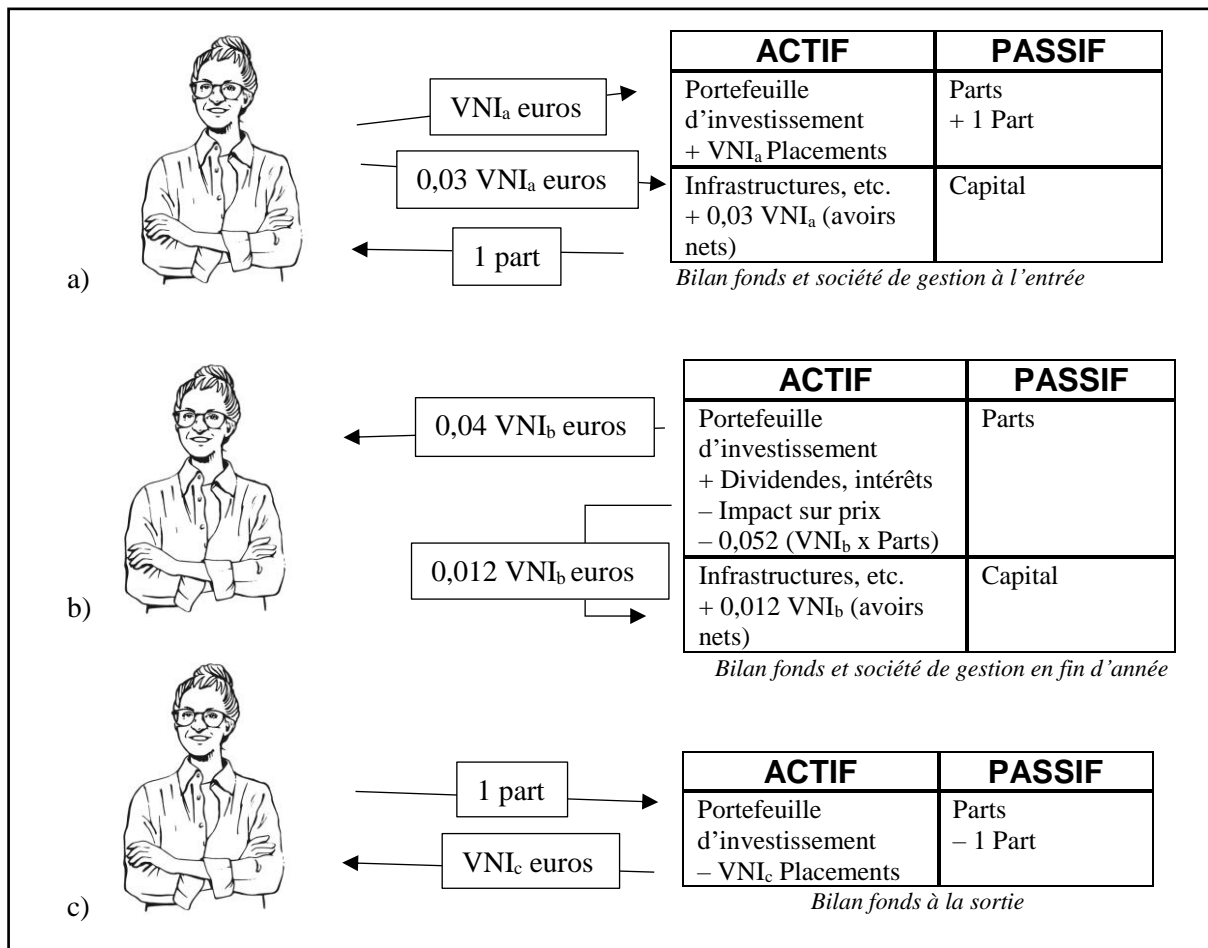 a)
VNIa euros
0,03 VNIa euros
1 part
ACTIF PASSIF
Portefeuille
d'investissement
+ VNIa Placements
Parts
+ 1 Part
Infrastructures, etc.
+ 0,03 VNIa (avoirs
nets)
Capital
Bilan fonds et société de gestion à l'entrée
b)
0,04 VNIb euros
0,012 VNIb euros
ACTIF PASSIF
Portefeuille
d'investissement
+ Dividendes, intérêts
– Impact sur prix
– 0,052 (VNIb x Parts)
Parts
Infrastructures, etc.
+ 0,012 VNIb (avoirs
nets)
Capital
Bilan fonds et société de gestion en fin d'année
c)
1 part
VNIc euros
ACTIF PASSIF
Portefeuille
d'investissement
– VNIc Placements
Parts
– 1 Part
Bilan fonds à la sortie